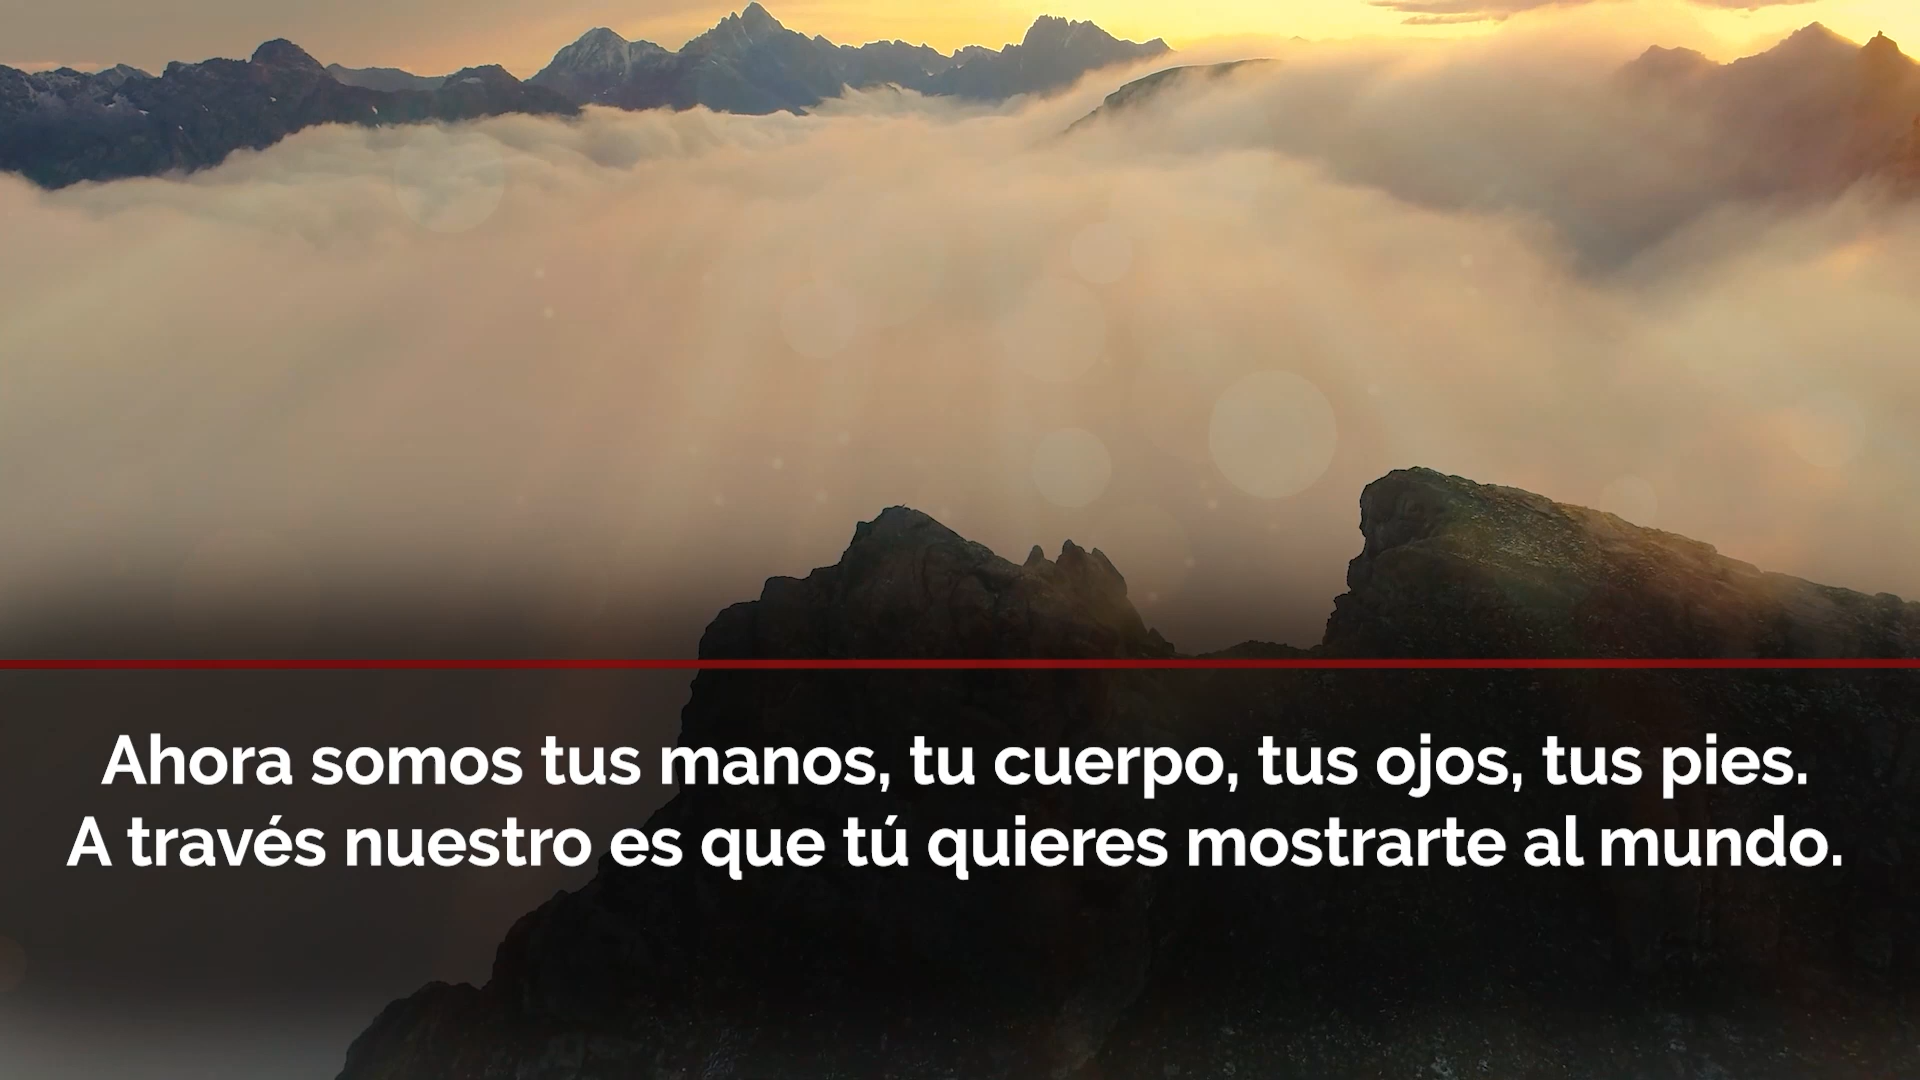 Ahora somos tus manos, tu cuerpo, tus ojos, tus pies.
A través nuestro es que tú quieres mostrarte al mundo.